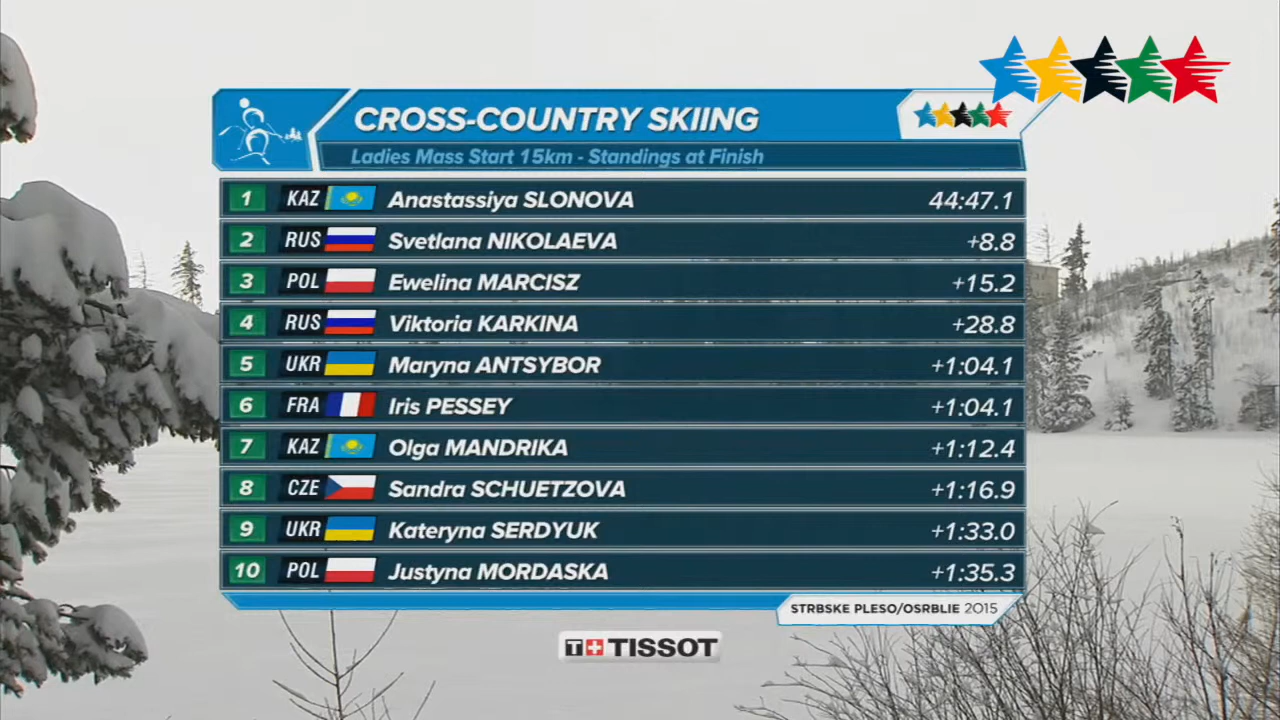 CROSS-COUNTRY SKIING
Ladies Mass Start 15km - Standings at Finish
1 KAZ Anastassiya SLONOVA 44:47.1
2 RUS Svetlana NIKOLAEVA +8.8
3 POL Ewelina MARCISZ +15.2
4 RUS Viktoria KARKINA +28.8
5 UKR Maryna ANTSYBOR +1:04.1
6 FRA Iris PESSEY +1:04.1
7 KAZ Olga MANDRIKA +1:12.4
8 CZE Sandra SCHUETZOVA +1:16.9
9 UKR Kateryna SERDYUK +1:33.0
10 POL Justyna MORDASKA +1:35.3
STRBSKE PLESO/OSRBLIE 2015
T+ TISSOT